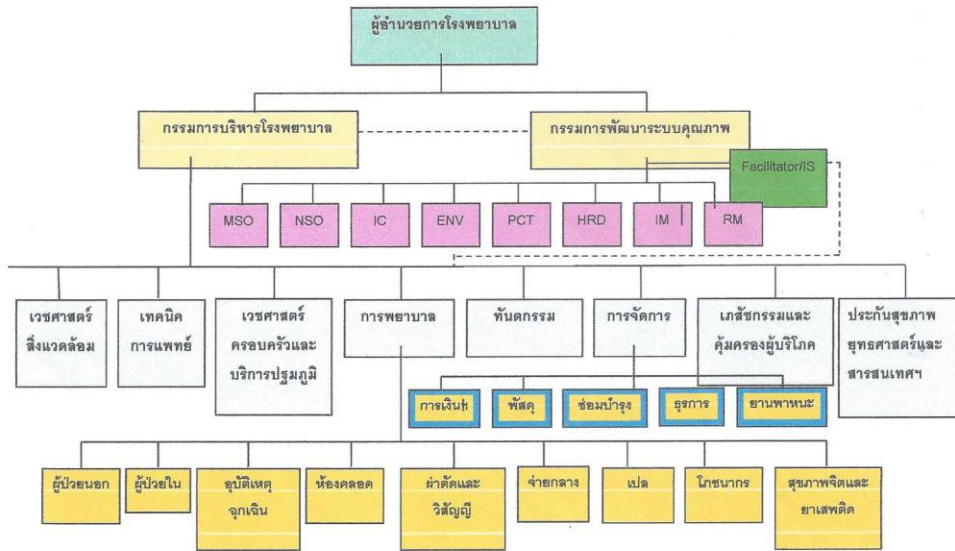 ผู้อำนวยการโรงพยาบาล
กรรมการบริหารโรงพยาบาล
กรรมการพัฒนาระบบคุณภาพ
Facilitator/IS
MSO
NSO
IC
ENV
PCT
HRD
IM
RM
เวชศาสตร์
สิ่งแวดล้อม
เทคนิค
การแพทย์
เวชศาสตร์
ครอบครัวและ
บริการปฐมภูมิ
การพยาบาล
ทันตกรรม
การจัดการ
เภสัชกรรมและ
คุ้มครองผู้บริโภค
ประกันสุขภาพ
ยุทธศาสตร์และ
สารสนเทศฯ
การเงินฯ
พัสดุ
ซ่อมบำรุง
ธุรการ
ยานพาหนะ
ผู้ป่วยนอก
ผู้ป่วยใน
อุบัติเหตุ
ฉุกเฉิน
ห้องคลอด
ผ่าตัดและ
วิสัญญี
จ่ายกลาง
เปล
โภชนากร
สุขภาพจิตและ
ยาเสพติด